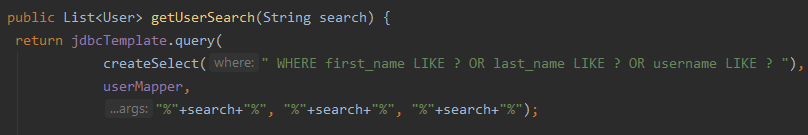 public List<User> getUserSearch(String search) {
return jdbcTemplate.query(
createSelect( where: " WHERE first_name LIKE ? OR last_name LIKE ? OR username LIKE ? "),
userMapper,
...args: "%"+search+"%", "%"+search+"%", "%"+search+"%");